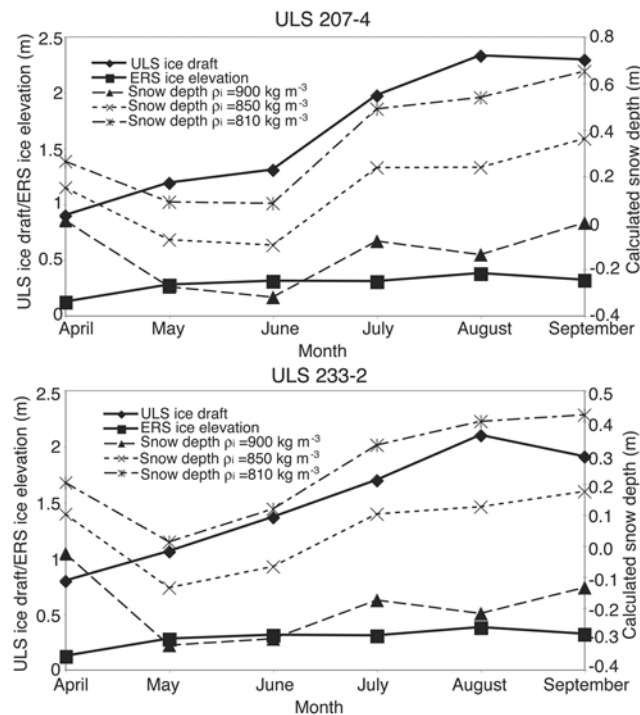 ULS 207-4
ULS ice draft/ERS ice elevation (m)
2.5
2
1.5
1
0.5
0
ULS ice draft
ERS ice elevation
Snow depth ρi =900 kg m-3
Snow depth ρi =850 kg m-3
Snow depth ρi =810 kg m-3
0.8
0.6
0.4
0.2
0
-0.2
-0.4
Calculated snow depth (m)
April May June July August September
Month
ULS 233-2
ULS ice draft/ERS ice elevation (m)
2.5
2
1.5
1
0.5
0
ULS ice draft
ERS ice elevation
Snow depth ρi =900 kg m-3
Snow depth ρi =850 kg m-3
Snow depth ρi =810 kg m-3
0.5
0.4
0.3
0.2
0.1
0.0
-0.1
-0.2
-0.3
-0.4
Calculated snow depth (m)
April May June July August September
Month